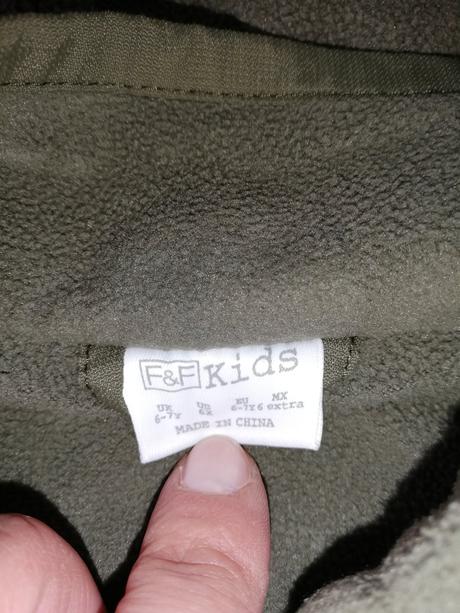 F&F Kids
UK US EU MX
6-7Y 6X 6-7Y 6 extra
MADE IN CHINA